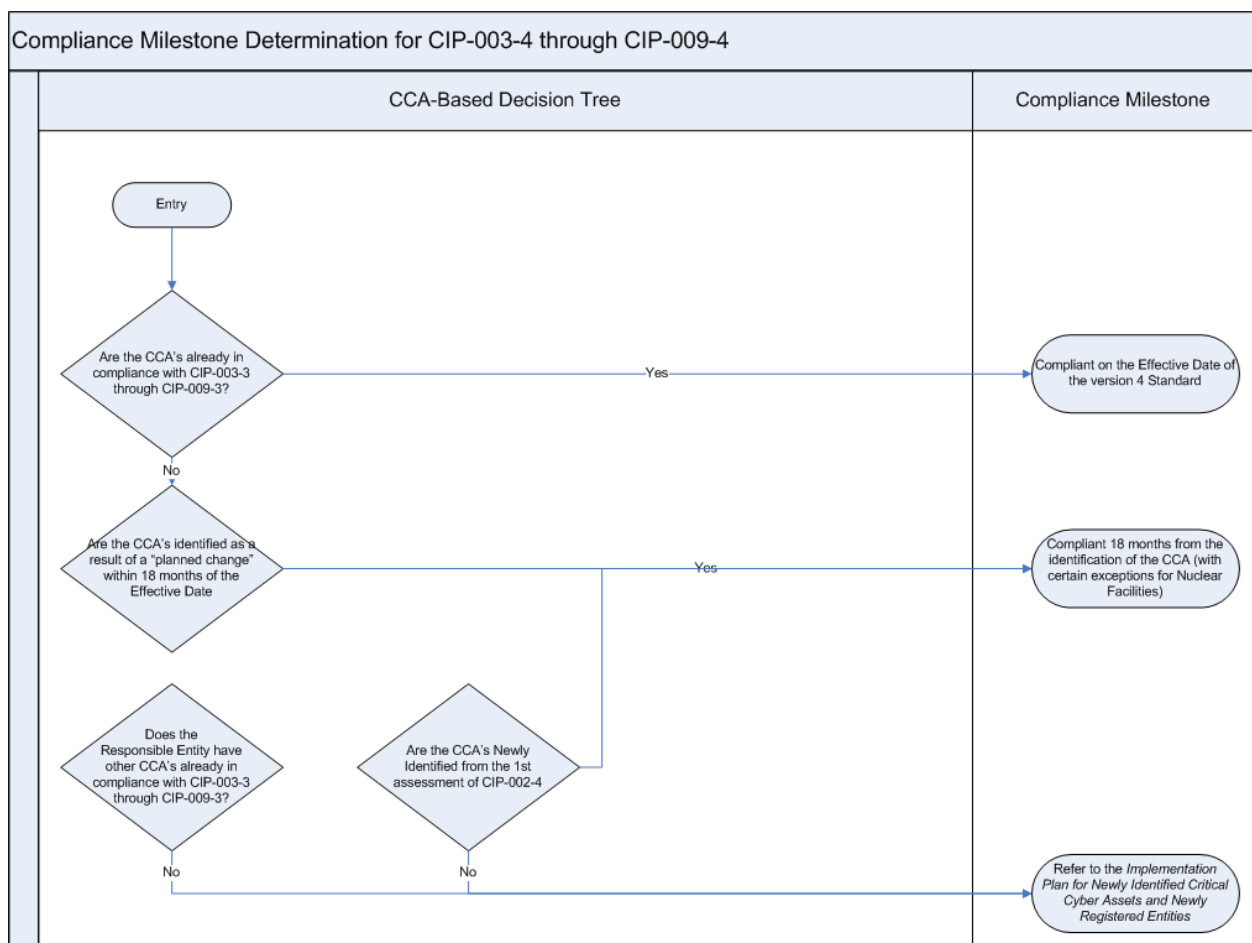 Compliance Milestone Determination for CIP-003-4 through CIP-009-4
CCA-Based Decision Tree
Compliance Milestone
Entry
Are the CCA's already in
compliance with CIP-003-3
through CIP-009-3?
Yes
Compliant on the Effective Date of
the version 4 Standard
No
Are the CCA's identified as a
result of a "planned change"
within 18 months of the
Effective Date
Yes
Compliant 18 months from the
identification of the CCA (with
certain exceptions for Nuclear
Facilities)
Does the
Responsible Entity have
other CCA's already in
compliance with CIP-003-3
through CIP-009-3?
Are the CCA's Newly
Identified from the 1st
assessment of CIP-002-4
No
No
Refer to the Implementation
Plan for Newly Identified Critical
Cyber Assets and Newly
Registered Entities